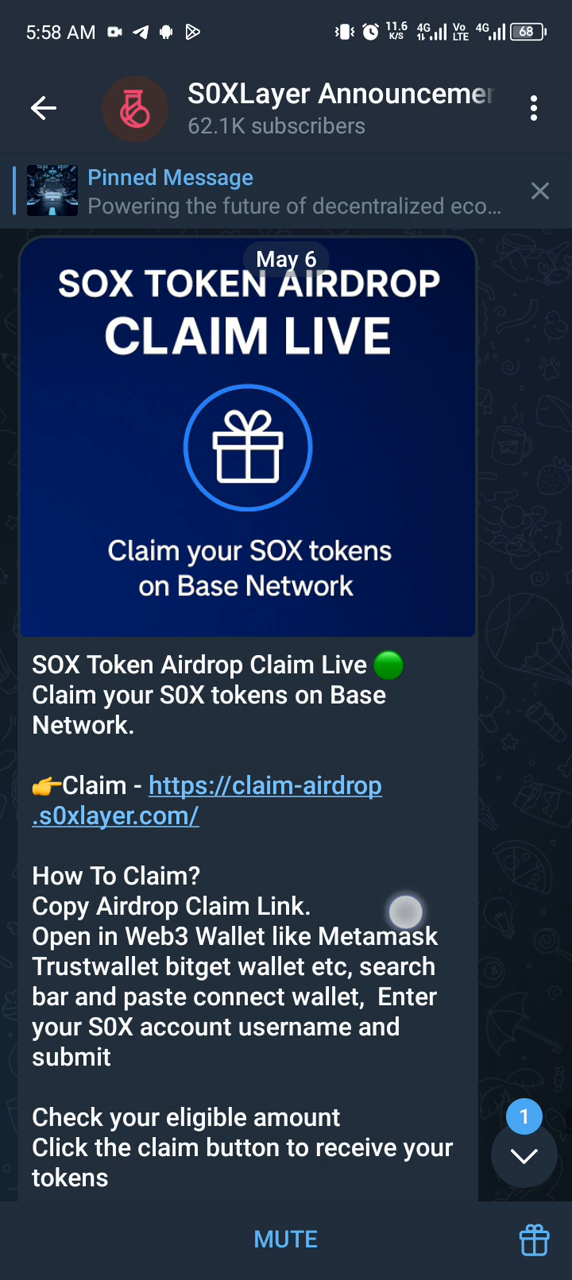 5:58 AM
11.6
K/S
4G
Vo
LTE
4G
68
S0XLayer Announcemer
62.1K subscribers
Pinned Message
Powering the future of decentralized eco...
May 6
SOX TOKEN AIRDROP
CLAIM LIVE
Claim your SOX tokens
on Base Network
SOX Token Airdrop Claim Live 🟢
Claim your S0X tokens on Base
Network.
👉Claim - https://claim-airdrop
.s0xlayer.com/
How To Claim?
Copy Airdrop Claim Link.
Open in Web3 Wallet like Metamask
Trustwallet bitget wallet etc, search
bar and paste connect wallet,  Enter
your S0X account username and
submit
Check your eligible amount
Click the claim button to receive your
tokens
1
MUTE